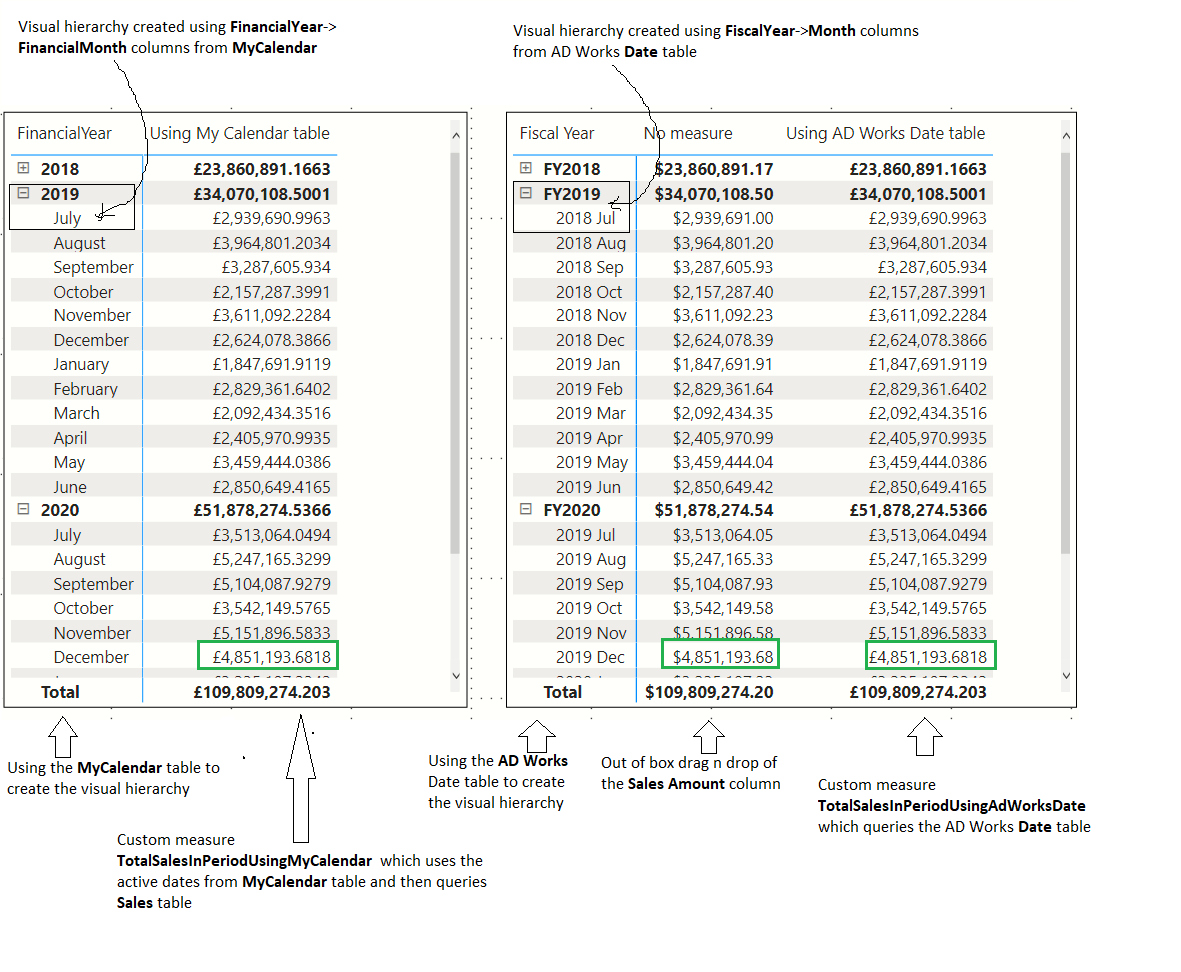 Visual hierarchy created using FinancialYear->
FinancialMonth columns from MyCalendar
Visual hierarchy created using FiscalYear->Month columns
from AD Works Date table
FinancialYear Using My Calendar table
2018 £23,860,891.1663
2019 £34,070,108.5001
July £2,939,690.9963
August £3,964,801.2034
September £3,287,605.934
October £2,157,287.3991
November £3,611,092.2284
December £2,624,078.3866
January £1,847,691.9119
February £2,829,361.6402
March £2,092,434.3516
April £2,405,970.9935
May £3,459,444.0386
June £2,850,649.4165
2020 £51,878,274.5366
July £3,513,064.0494
August £5,247,165.3299
September £5,104,087.9279
October £3,542,149.5765
November £5,151,896.5833
December £4,851,193.6818
Total £109,809,274.203
Fiscal Year No measure Using AD Works Date table
FY2018 $23,860,891.17 £23,860,891.1663
FY2019 $34,070,108.50 £34,070,108.5001
2018 Jul $2,939,691.00 £2,939,690.9963
2018 Aug $3,964,801.20 £3,964,801.2034
2018 Sep $3,287,605.93 £3,287,605.934
2018 Oct $2,157,287.40 £2,157,287.3991
2018 Nov $3,611,092.23 £3,611,092.2284
2018 Dec $2,624,078.39 £2,624,078.3866
2019 Jan $1,847,691.91 £1,847,691.9119
2019 Feb $2,829,361.64 £2,829,361.6402
2019 Mar $2,092,434.35 £2,092,434.3516
2019 Apr $2,405,970.99 £2,405,970.9935
2019 May $3,459,444.04 £3,459,444.0386
2019 Jun $2,850,649.42 £2,850,649.4165
FY2020 $51,878,274.54 £51,878,274.5366
2019 Jul $3,513,064.05 £3,513,064.0494
2019 Aug $5,247,165.33 £5,247,165.3299
2019 Sep $5,104,087.93 £5,104,087.9279
2019 Oct $3,542,149.58 £3,542,149.5765
2019 Nov $5,151,896.58 £5,151,896.5833
2019 Dec $4,851,193.68 £4,851,193.6818
Total $109,809,274.20 £109,809,274.203
Using the MyCalendar table to
create the visual hierarchy
Custom measure
TotalSalesInPeriodUsingMyCalendar which uses the
active dates from MyCalendar table and then queries
Sales table
Using the AD Works
Date table to create
the visual hierarchy
Out of box drag n drop of
the Sales Amount column
Custom measure
TotalSalesInPeriodUsingAdWorksDate
which queries the AD Works Date table